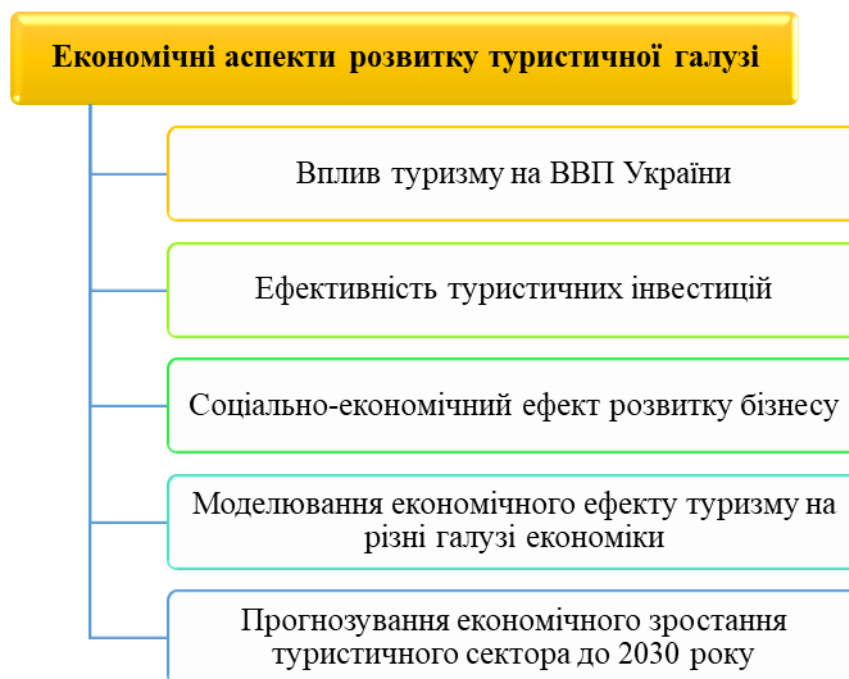 Економічні аспекти розвитку туристичної галузі
Вплив туризму на ВВП України
Ефективність туристичних інвестицій
Соціально-економічний ефект розвитку бізнесу
Моделювання економічного ефекту туризму на
різні галузі економіки
Прогнозування економічного зростання
туристичного сектора до 2030 року